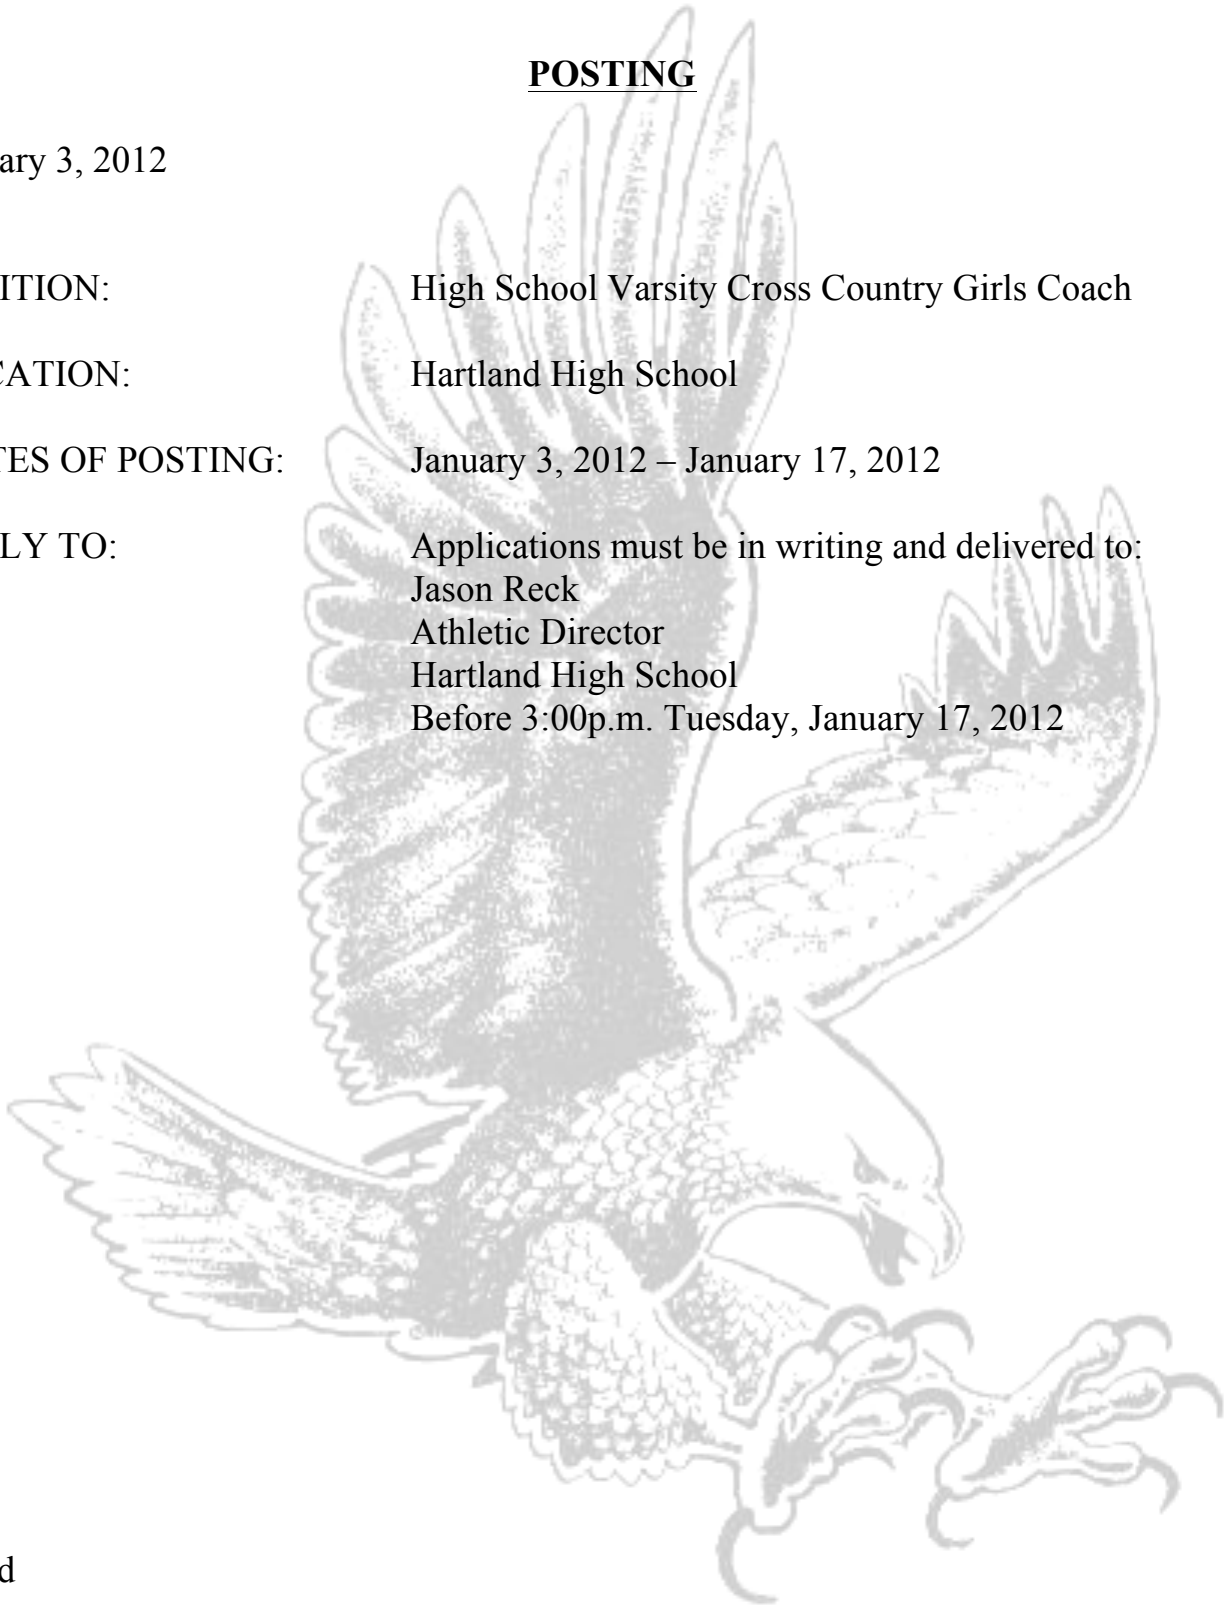 POSTING
ary 3, 2012
ITION: High School Varsity Cross Country Girls Coach
CATION: Hartland High School
TES OF POSTING: January 3, 2012 – January 17, 2012
LY TO: Applications must be in writing and delivered to:
Jason Reck
Athletic Director
Hartland High School
Before 3:00p.m. Tuesday, January 17, 2012
d